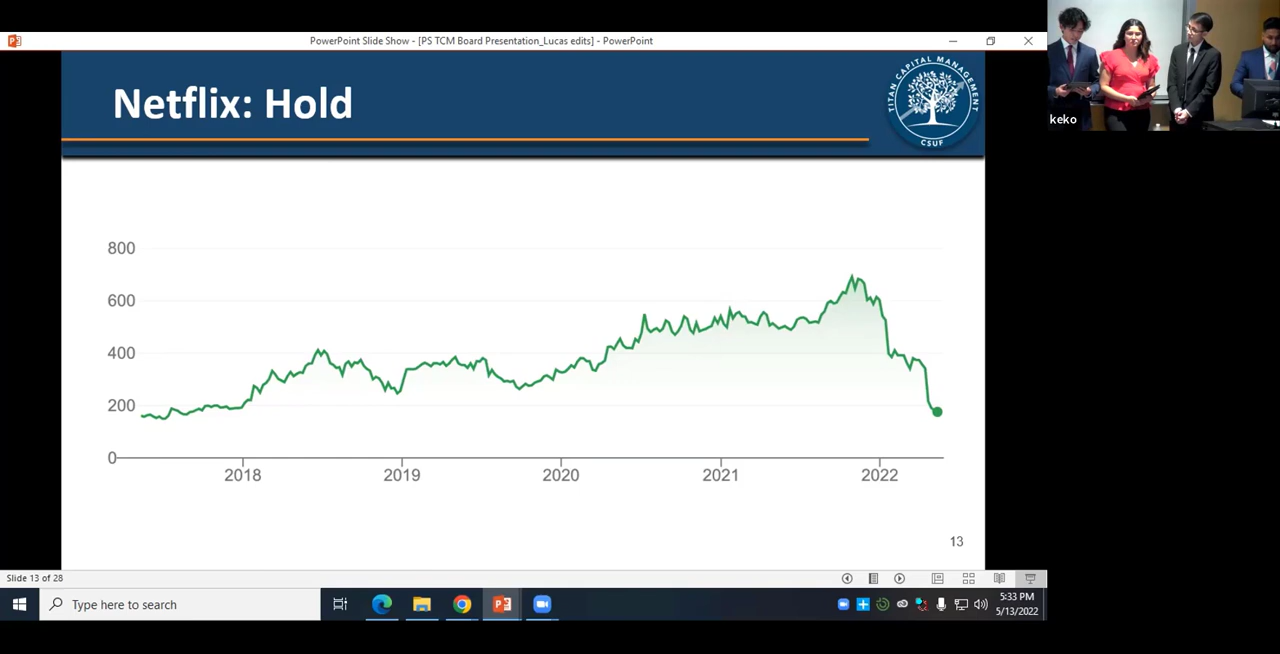 PowerPoint Slide Show - [PS TCM Board Presentation_Lucas edits] - PowerPoint
Netflix: Hold
TITAN CAPITAL MANAGEMENT
CSUF
keko
800
600
400
200
0
2018
2019
2020
2021
2022
13
Slide 13 of 28
Type here to search
5:33 PM
5/13/2022